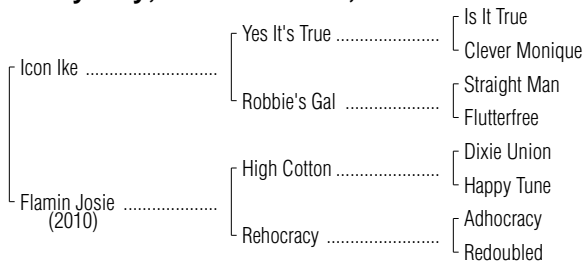 Is It True
Yes It's True ....................
Clever Monique
Icon Ike .........................
Straight Man
Robbie's Gal ..................
Flutterfree
Dixie Union
High Cotton ....................
Happy Tune
Flamin Josie ..................
(2010)
Adhocracy
Rehocracy ......................
Redoubled